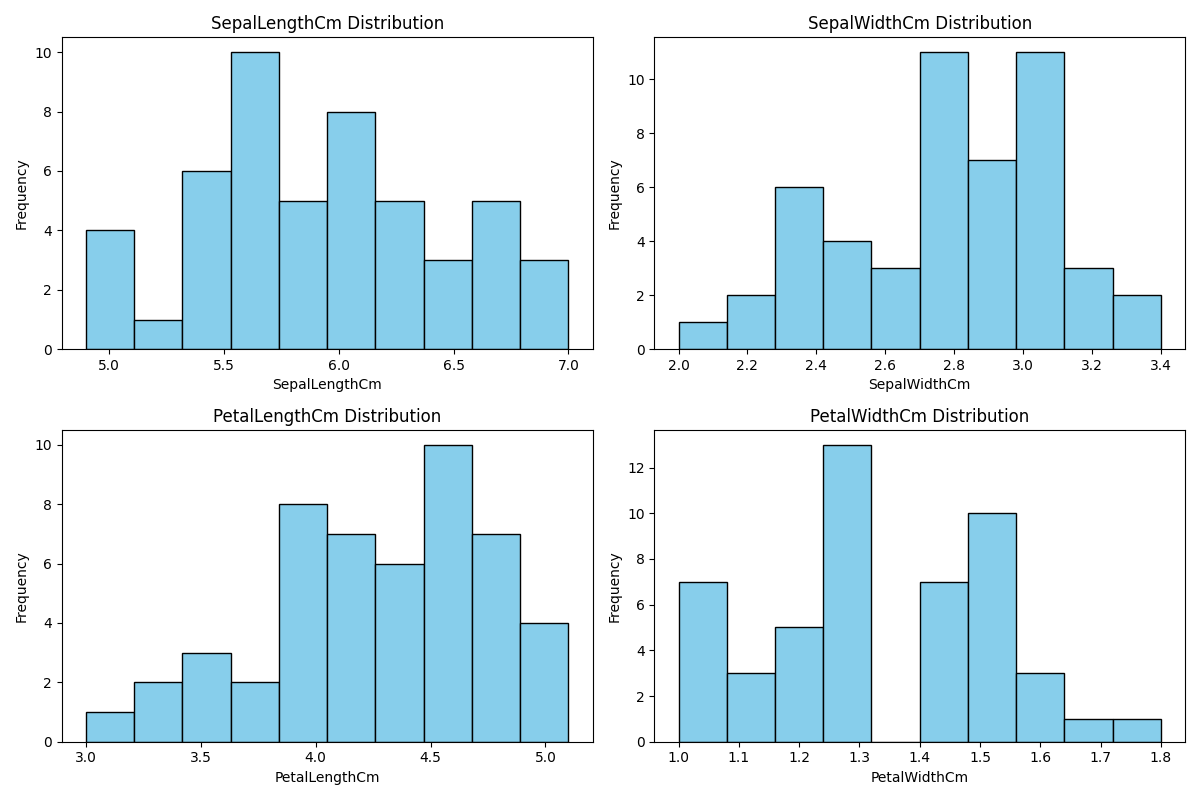 SepalLengthCm Distribution
Frequency
10
8
6
4
2
0
5.0 5.5 6.0 6.5 7.0
SepalLengthCm
SepalWidthCm Distribution
Frequency
10
8
6
4
2
0
2.0 2.2 2.4 2.6 2.8 3.0 3.2 3.4
SepalWidthCm
PetalLengthCm Distribution
Frequency
10
8
6
4
2
0
3.0 3.5 4.0 4.5 5.0
PetalLengthCm
PetalWidthCm Distribution
Frequency
12
10
8
6
4
2
0
1.0 1.1 1.2 1.3 1.4 1.5 1.6 1.7 1.8
PetalWidthCm